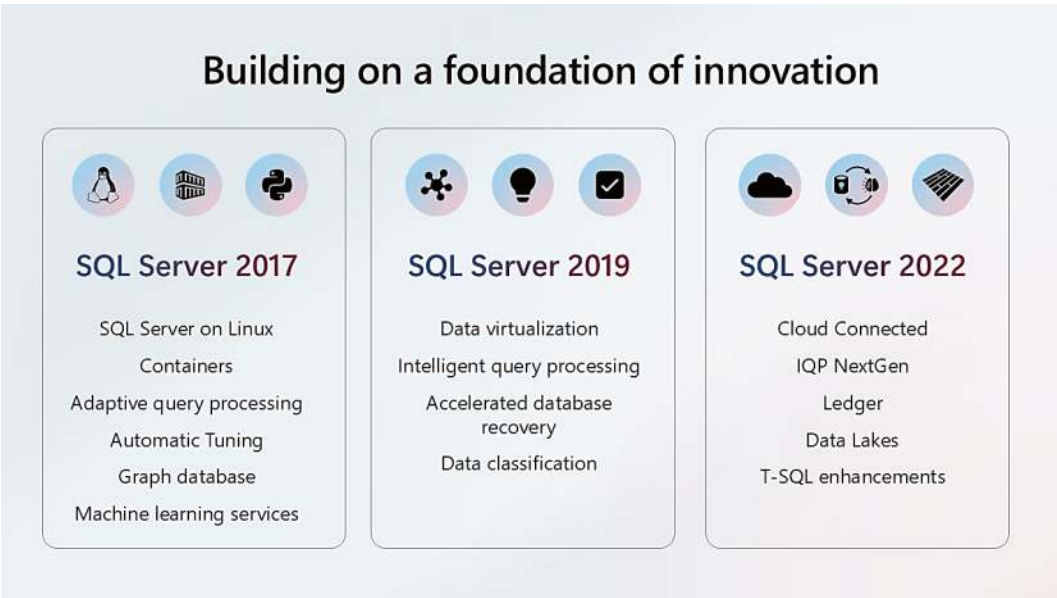 Building on a foundation of innovation
SQL Server 2017
SQL Server on Linux
Containers
Adaptive query processing
Automatic Tuning
Graph database
Machine learning services
SQL Server 2019
Data virtualization
Intelligent query processing
Accelerated database
recovery
Data classification
SQL Server 2022
Cloud Connected
IQP NextGen
Ledger
Data Lakes
T-SQL enhancements